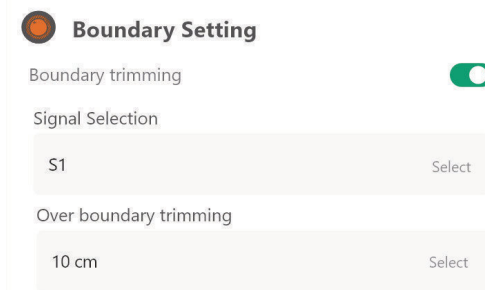 Boundary Setting
Boundary trimming
Signal Selection
S1 Select
Over boundary trimming
10 cm Select